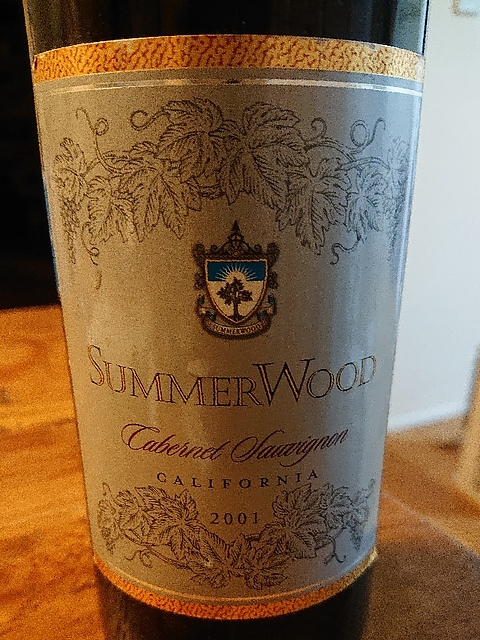 SUMMERWOOD
SUMMERWOOD
Cabernet Sauvignon
CALIFORNIA
2001